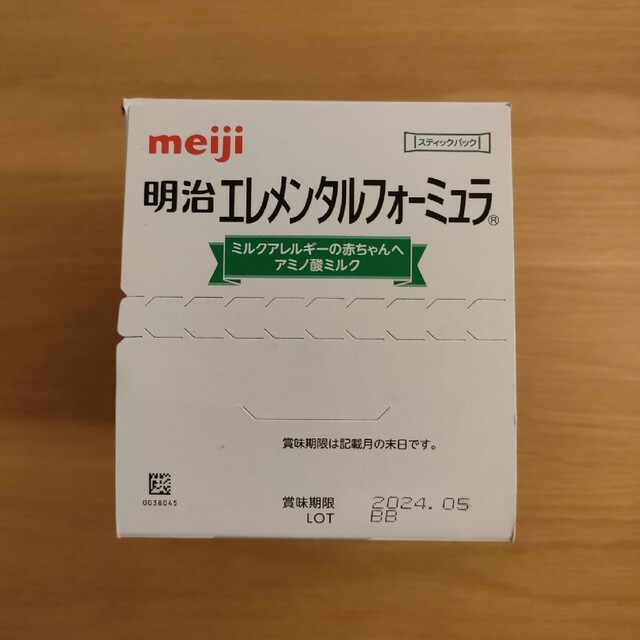 meiji
スティックパック
明治エレメンタルフォーミュラ®
ミルクアレルギーの赤ちゃんへ
アミノ酸ミルク
賞味期限は記載月の末日です。
0038045
賞味期限 2024.05
LOT BB